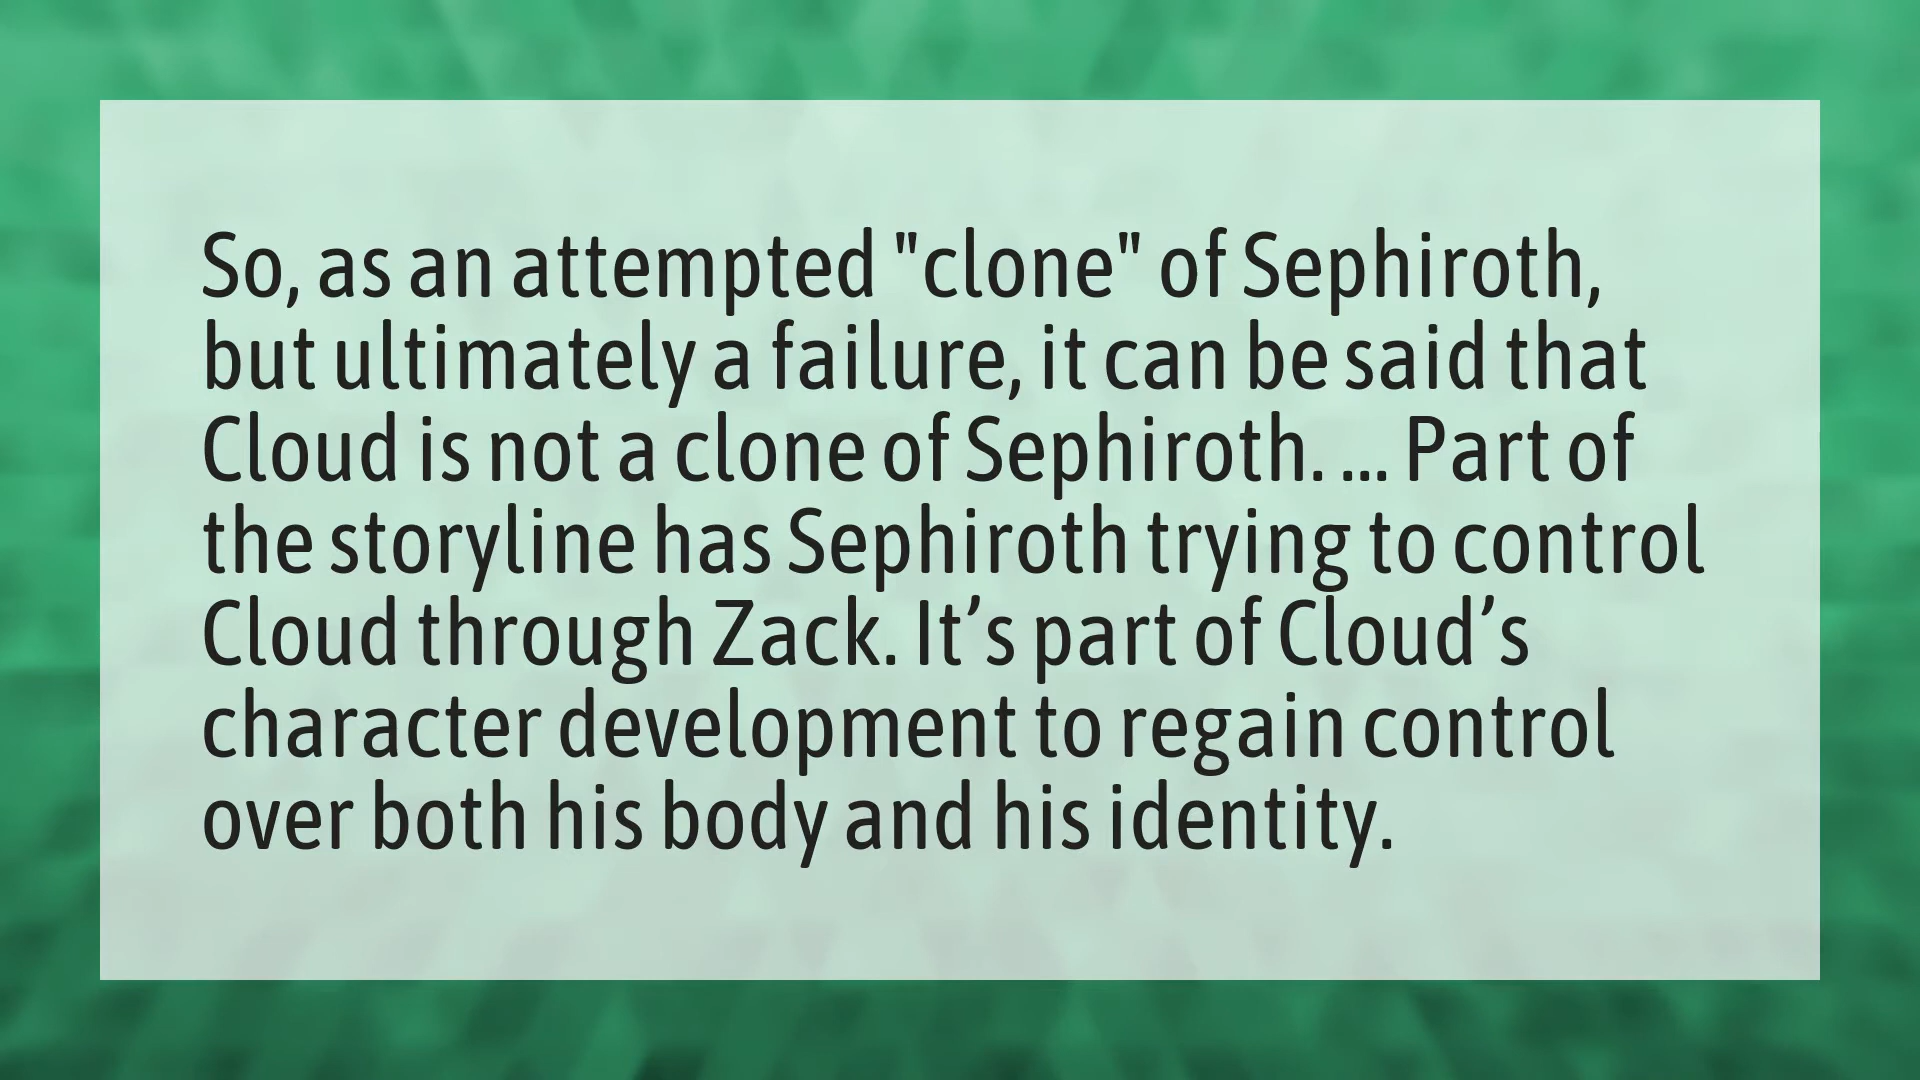 So, as an attempted "clone" of Sephiroth,
but ultimately a failure, it can be said that
Cloud is not a clone of Sephiroth. ... Part of
the storyline has Sephiroth trying to control
Cloud through Zack. It’s part of Cloud’s
character development to regain control
over both his body and his identity.